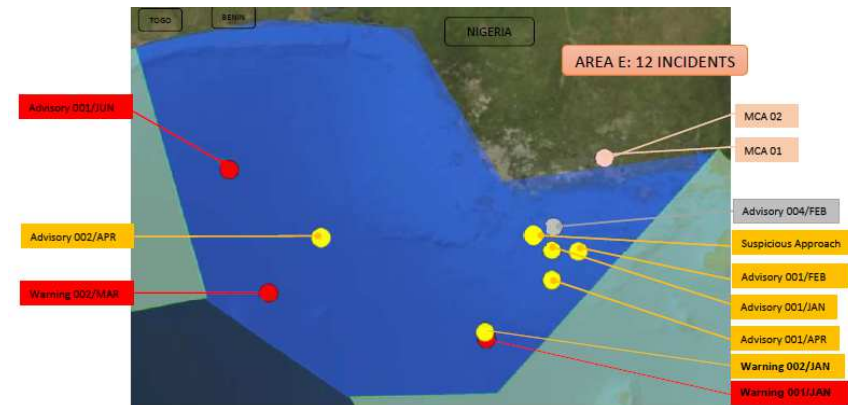 TOGO
BENIN
NIGERIA
AREA E: 12 INCIDENTS
Advisory 001/JUN
Advisory 002/APR
Warning 002/MAR
MCA 02
MCA 01
Advisory 004/FEB
Suspicious Approach
Advisory 001/FEB
Advisory 001/JAN
Advisory 001/APR
Warning 002/JAN
Warning 001/JAN